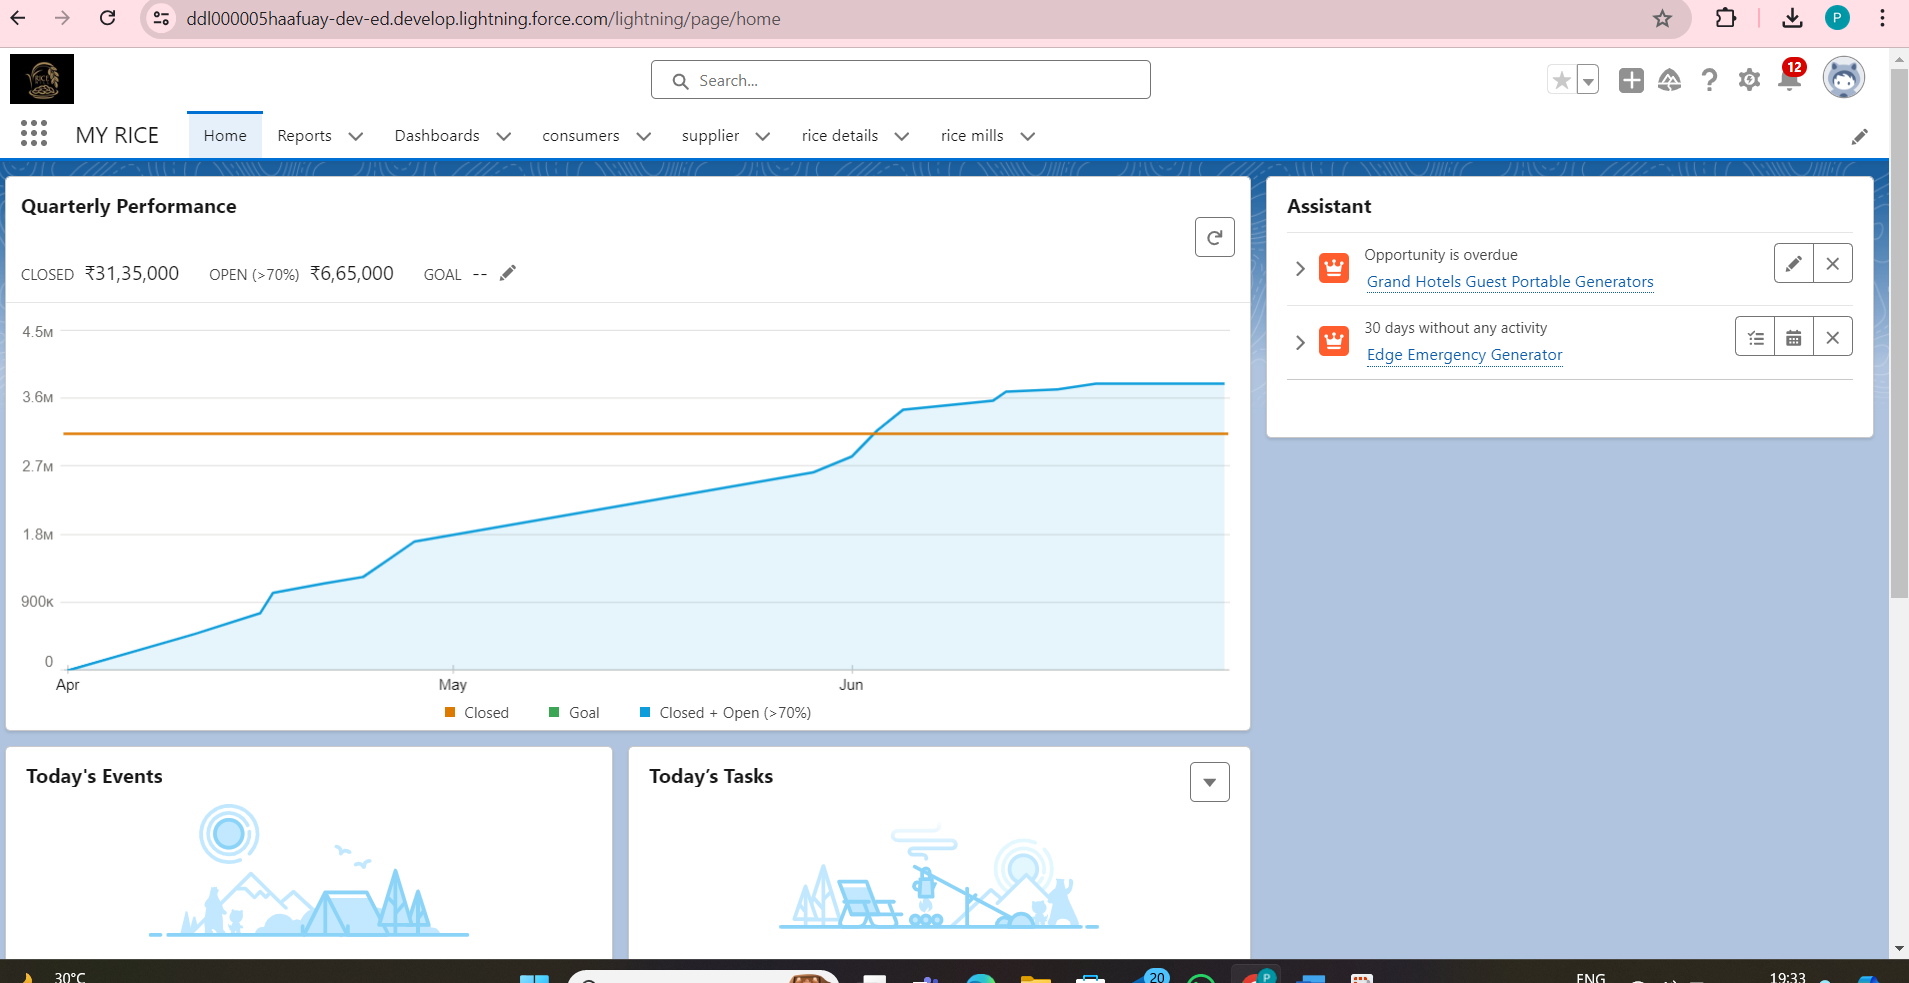 ddl000005haafuay-dev-ed.develop.lightning.force.com/lightning/page/home
P
RICE
Search...
12
MY RICE
Home
Reports
Dashboards
consumers
supplier
rice details
rice mills
Quarterly Performance
CLOSED ₹31,35,000 OPEN (>70%) ₹6,65,000 GOAL --
4.5M
3.6M
2.7M
1.8M
900K
0
Apr May Jun
Closed Goal Closed + Open (>70%)
Assistant
Opportunity is overdue
Grand Hotels Guest Portable Generators
30 days without any activity
Edge Emergency Generator
Today's Events
Today’s Tasks
30°C
20
P
ENG
19:33